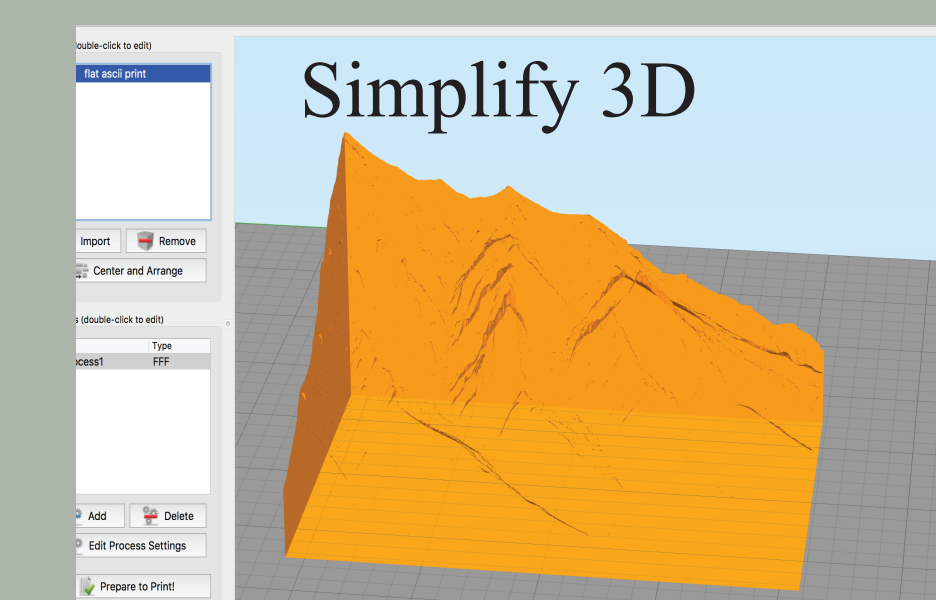 ouble-click to edit)
flat ascii print
Simplify 3D
Import
Remove
Center and Arrange
s (double-click to edit)
Type
ocess1
FFF
Add
Delete
Edit Process Settings
Prepare to Print!